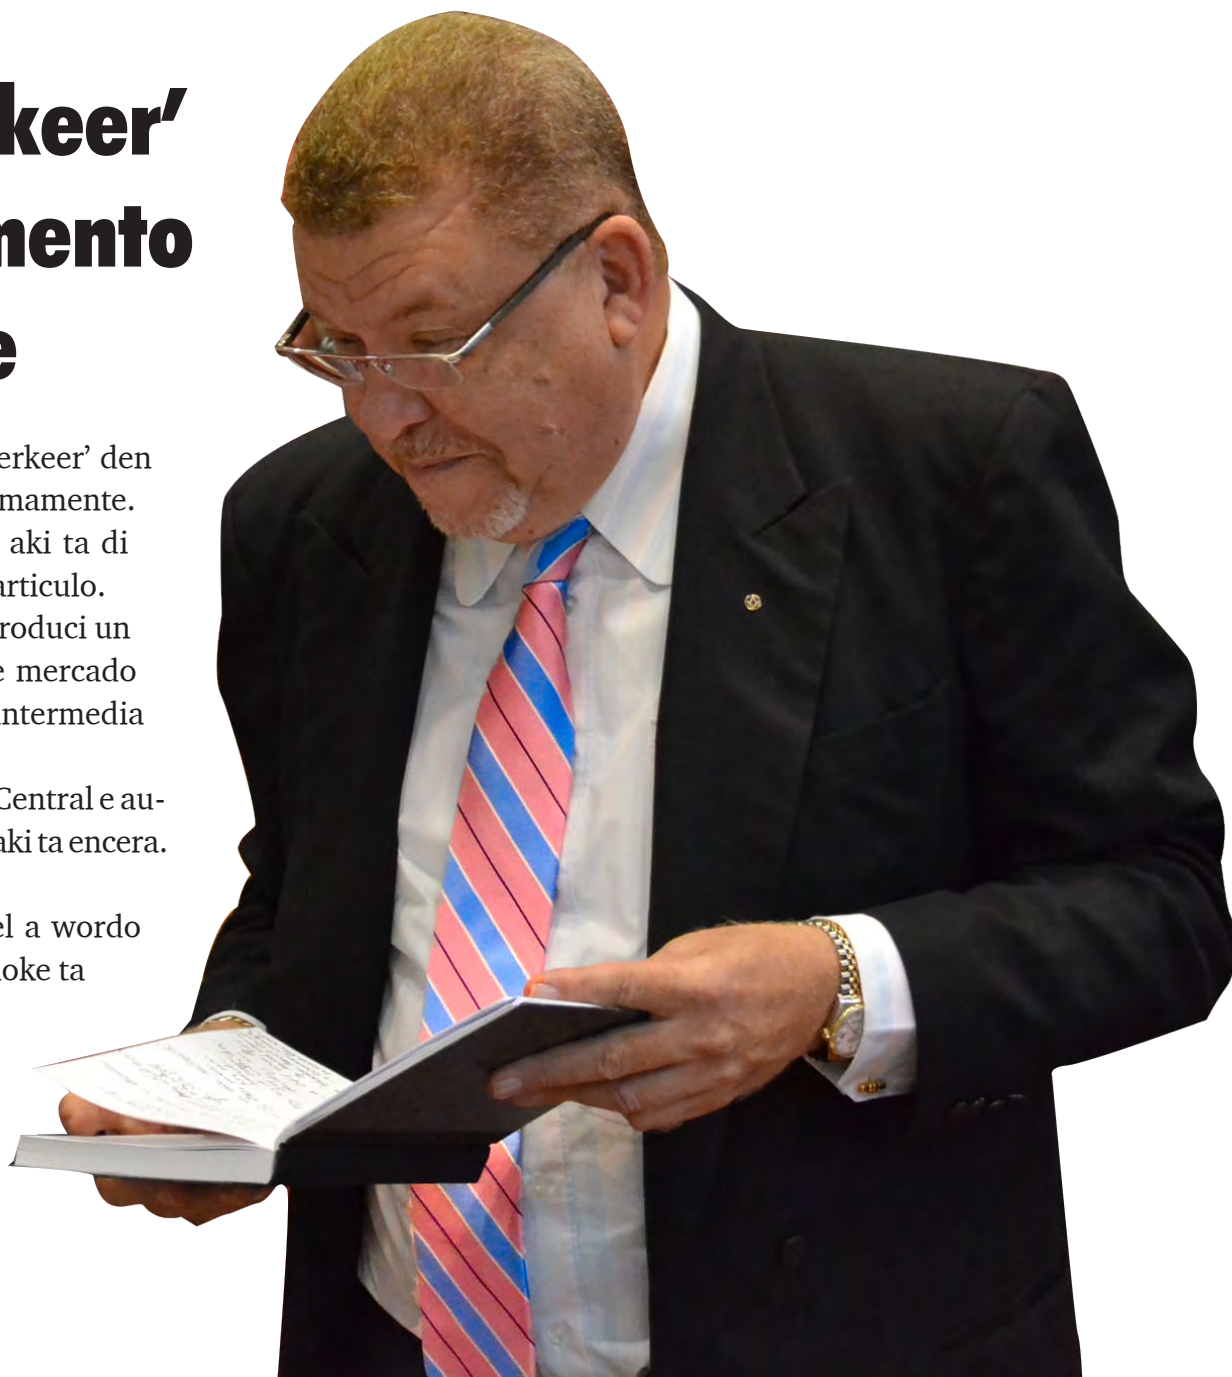 keer’
mento
e
erkeer’ den
mamente.
aki ta di
articulo.
roduci un
e mercado
intermedia
Central e au-
aki ta encera.
el a wordo
loke ta